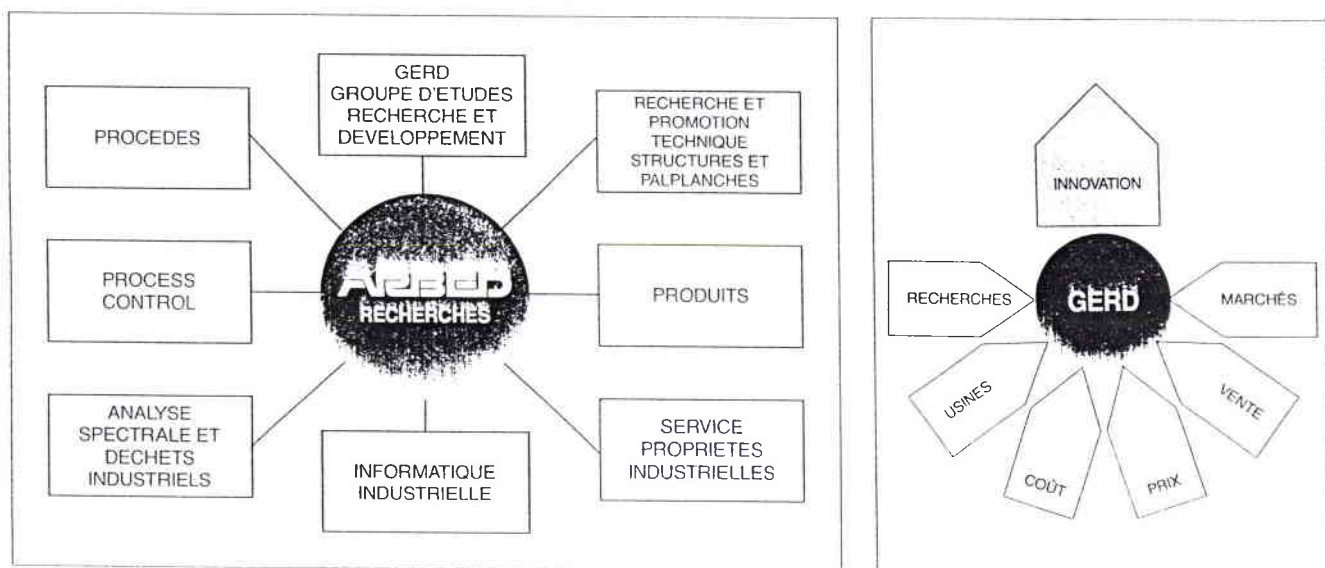 GERD
GROUPE D'ETUDES
RECHERCHE ET
DEVELOPPEMENT
PROCEDES
RECHERCHE ET
PROMOTION
TECHNIQUE
STRUCTURES ET
PALPLANCHES
PROCESS
CONTROL
ARBED
RECHERCHES
PRODUITS
ANALYSE
SPECTRALE ET
DECHETS
INDUSTRIELS
INFORMATIQUE
INDUSTRIELLE
SERVICE
PROPRIETES
INDUSTRIELLES
INNOVATION
RECHERCHES
GERD
MARCHÉS
USINES
VENTE
COÛT
PRIX